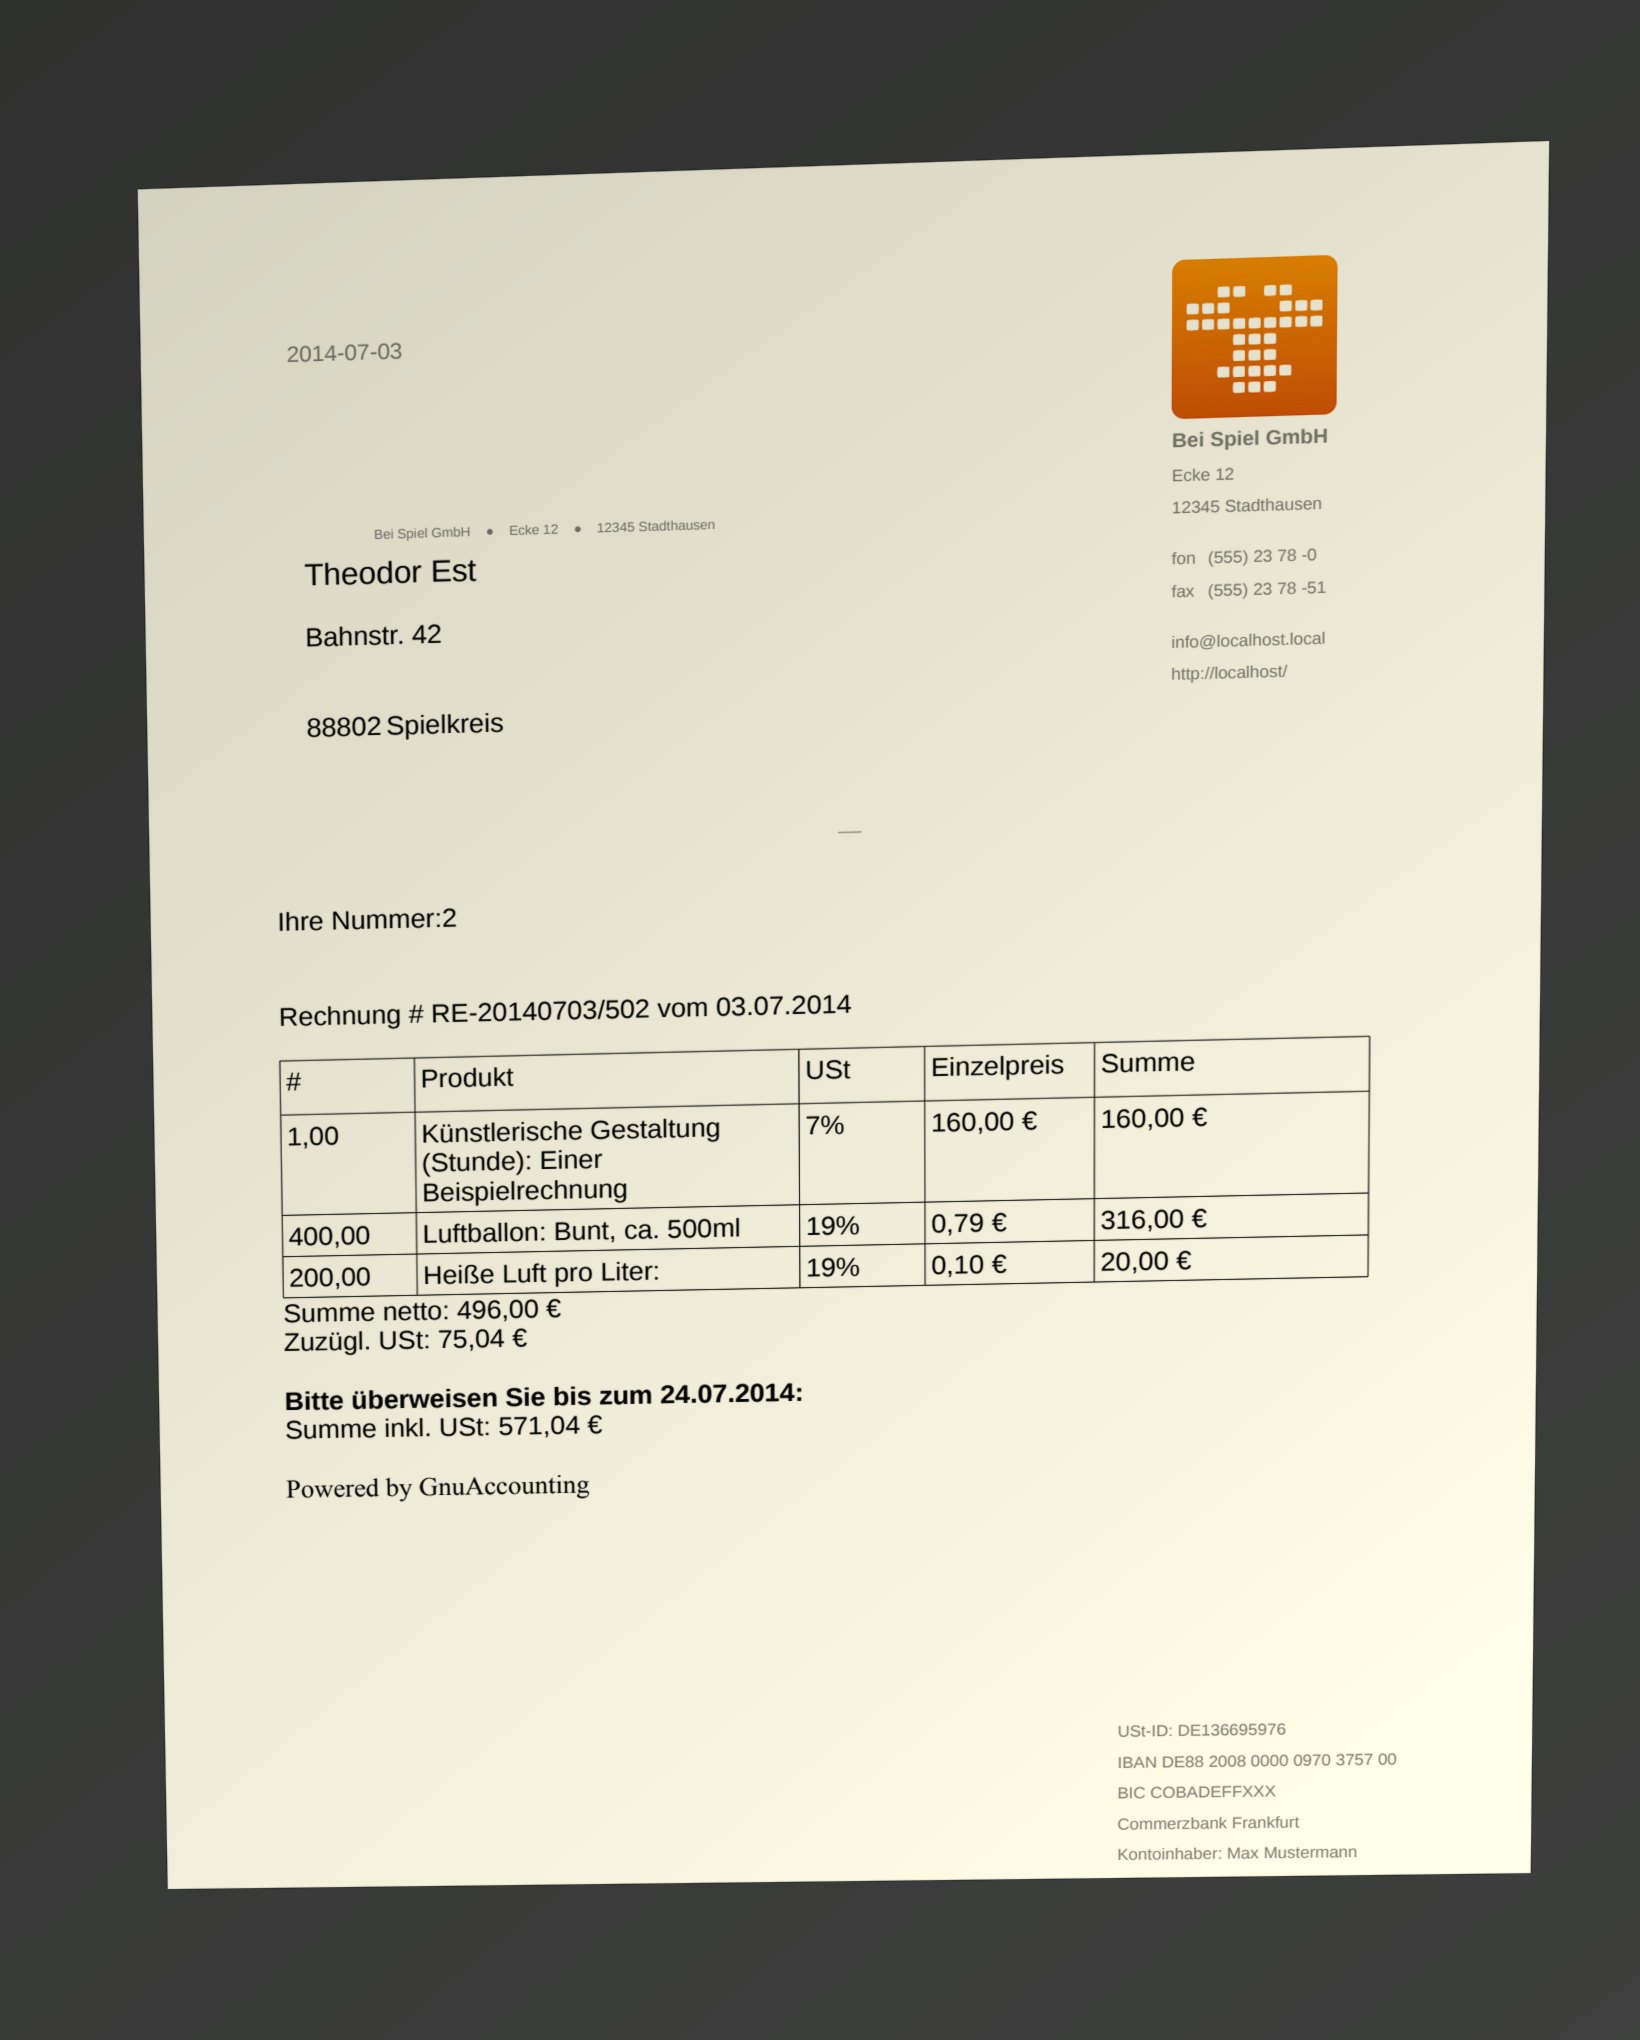 2014-07-03
Bei Spiel GmbH
Ecke 12
12345 Stadthausen
fon (555) 23 78 -0
fax (555) 23 78 -51
info@localhost.local
http://localhost/
Bei Spiel GmbH ● Ecke 12 ● 12345 Stadthausen
Theodor Est
Bahnstr. 42
88802 Spielkreis
Ihre Nummer:2
Rechnung # RE-20140703/502 vom 03.07.2014
# Produkt USt Einzelpreis Summe
1,00 Künstlerische Gestaltung 7% 160,00 € 160,00 €
(Stunde): Einer
Beispielrechnung
400,00 Luftballon: Bunt, ca. 500ml 19% 0,79 € 316,00 €
200,00 Heiße Luft pro Liter: 19% 0,10 € 20,00 €
Summe netto: 496,00 €
Zuzügl. USt: 75,04 €
Bitte überweisen Sie bis zum 24.07.2014:
Summe inkl. USt: 571,04 €
Powered by GnuAccounting
USt-ID: DE136695976
IBAN DE88 2008 0000 0970 3757 00
BIC COBADEFFXXX
Commerzbank Frankfurt
Kontoinhaber: Max Mustermann